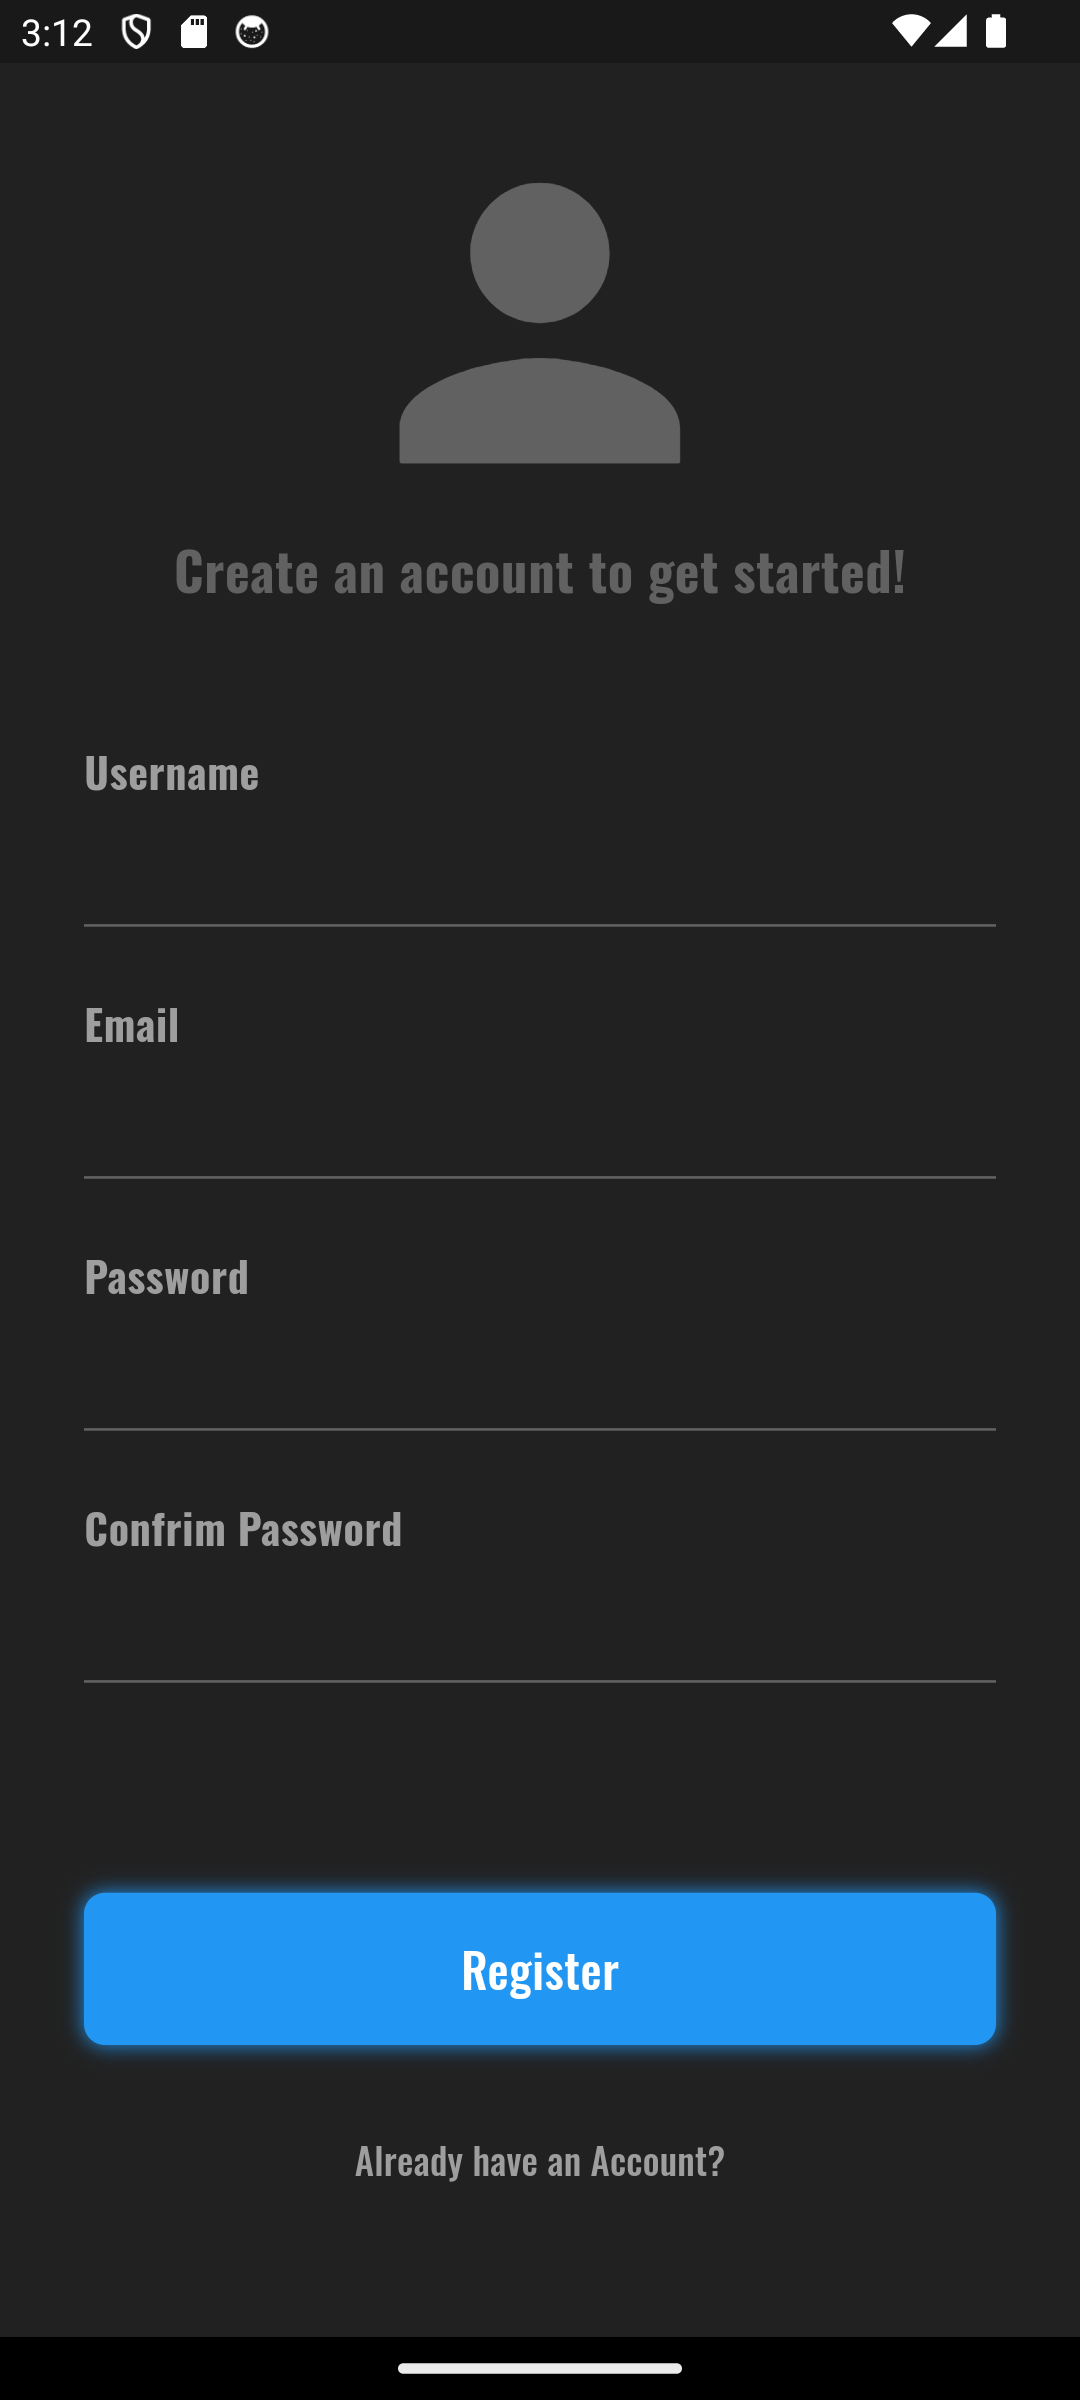 3:12
Create an account to get started!
Username
Email
Password
Confrim Password
Register
Already have an Account?